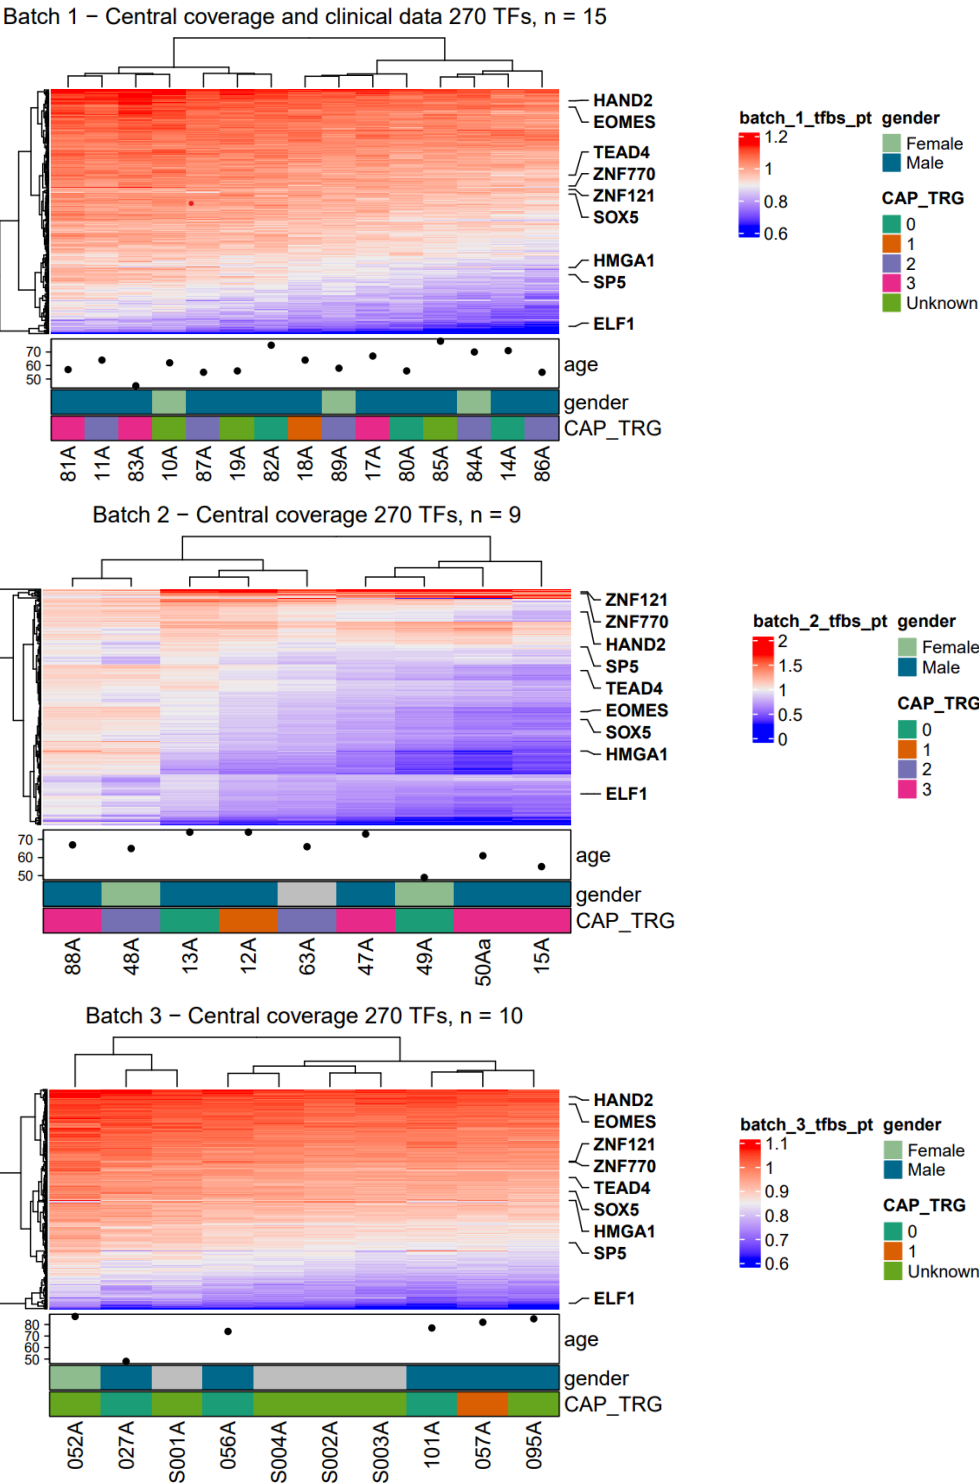 Batch 1 − Central coverage and clinical data 270 TFs, n = 15
HAND2
EOMES
TEAD4
ZNF770
ZNF121
SOX5
HMGA1
SP5
ELF1
batch_1_tfbs_pt
1.2
1
0.8
0.6
gender
Female
Male
CAP_TRG
0
1
2
3
Unknown
70
60
50
age
gender
CAP_TRG
81A 11A 83A 10A 87A 19A 82A 18A 89A 17A 80A 85A 84A 14A 86A
Batch 2 − Central coverage 270 TFs, n = 9
ZNF121
ZNF770
HAND2
SP5
TEAD4
EOMES
SOX5
HMGA1
ELF1
batch_2_tfbs_pt
2
1.5
1
0.5
0
gender
Female
Male
CAP_TRG
0
1
2
3
70
60
50
age
gender
CAP_TRG
88A 48A 13A 12A 63A 47A 49A 50Aa 15A
Batch 3 − Central coverage 270 TFs, n = 10
HAND2
EOMES
ZNF121
ZNF770
TEAD4
SOX5
HMGA1
SP5
ELF1
batch_3_tfbs_pt
1.1
1
0.9
0.8
0.7
0.6
gender
Female
Male
CAP_TRG
0
1
Unknown
80
70
60
50
age
gender
CAP_TRG
052A 027A S001A 056A S004A S002A S003A 101A 057A 095A